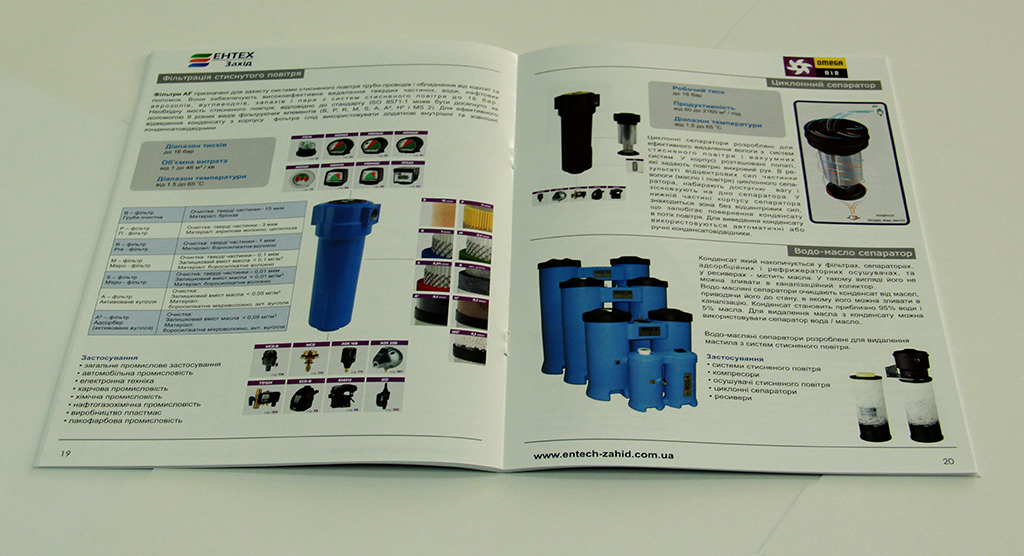 ЕНТЕХ
Захід
Фільтрація стиснутого повітря
Фільтри AF призначені для захисту системи стисненого повітря трубо-проводів і обладнання від корозії та
поломок. Вони забезпечують високоефективне видалення твердих частинок, води, нафтових
аерозолів, вуглеводнів, запахів і пари з систем стисненого повітря до 16 бар.
Необхідну якість стисненого повітря, відповідно до стандарту ISO 8571-1 може бути досягнуто за
допомогою 9 різних видів фільтруючих елементів (B, P, R, M, S, A, A², H² і MS 2). Для ефективного
відведення конденсату з корпусу фільтра слід використовувати додаткові внутрішні та зовнішні
конденсатовідвідники
Діапазон тисків
до 16 бар
Об'ємна витрата
від 1 до 46 м³ / хв
Діапазон температури
від 1.5 до 65 °C
B – фільтр
Груба очистка
Очистка: тверді частинки - 15 мкм
Матеріал: бронза
P – фільтр
П - фільтр
Очистка: тверді частинки - 3 мкм
Матеріал: акрилове волокно, целюлоза
R – фільтр
Pre - фільтр
Очистка: тверді частинки - 1 мкм
Матеріал: боросилікатне волокно
M – фільтр
Мікро - фільтр
Очистка: тверді частинки - 0,1 мкм
Залишковий вміст масла < 0,1 мг/м³
Матеріал: боросилікатне волокно
S – фільтр
Мікро - фільтр
Очистка: тверді частинки - 0,01 мкм
Залишковий вміст масла < 0,01 мг/м³
Матеріал: боросилікатне волокно
A – фільтр
Активоване вугілля
Очистка:
Залишковий вміст масла < 0,05 мг/м³
Матеріал:
боросилікатне мікроволокно, акт. вугілля
A² – фільтр
Адсорбер
(активоване вугілля)
Очистка:
Залишковий вміст масла < 0,05 мг/м³
Матеріал:
боросилікатне мікроволокно, акт. вугілля
Застосування
• загальне промислове застосування
• автомобільна промисловість
• електронна техніка
• харчова промисловість
• хімічна промисловість
• нафтогазохімічна промисловість
• виробництво пластмас
• лакофарбова промисловість
19
OMEGA
AIR
Циклонний сепаратор
Робочий тиск
до 16 бар
Продуктивність
від 60 до 2160 м³ / год
Діапазон температури
від 1.5 до 65 °C
Циклонні сепаратори розроблені для
ефективного видалення вологи з систем
стисненого повітря і вакуумних
систем. У корпусі розташовані лопаті,
які задають повітрю вихровий рух. В ре-
зультаті відцентрових сил частинки
вологи (масло і повітря) циклонного сепа-
ратора, набирають достатню вагу і
зісковзують на дно сепаратора. У
нижній частині корпусу сепаратора
знаходиться зона без відцентрових сил,
що запобігає повернення конденсату
в потік повітря. Для виведення конденсату
використовуються автоматичні або
ручні конденсатовідвідники.
Водо-масло сепаратор
Конденсат який накопичується у фільтрах, сепараторах,
адсорбційних і рефрижераторних осушувачах, та
у ресиверах - містить масла. У такому вигляді його не
можна зливати в каналізаційний колектор.
Водо-масляні сепаратори очищають конденсат від масел,
приводячи його до стану, в якому його можна зливати в
каналізацію. Конденсат становить приблизно 95% води і
5% масла. Для видалення масла з конденсату можна
використовувати сепаратор вода / масло.
Водо-масляні сепаратори розроблені для видалення
мастила з систем стисненого повітря.
Застосування
• системи стисненого повітря
• компресори
• осушувачі стисненого повітря
• циклонні сепаратори
• ресивери
www.entech-zahid.com.ua
20